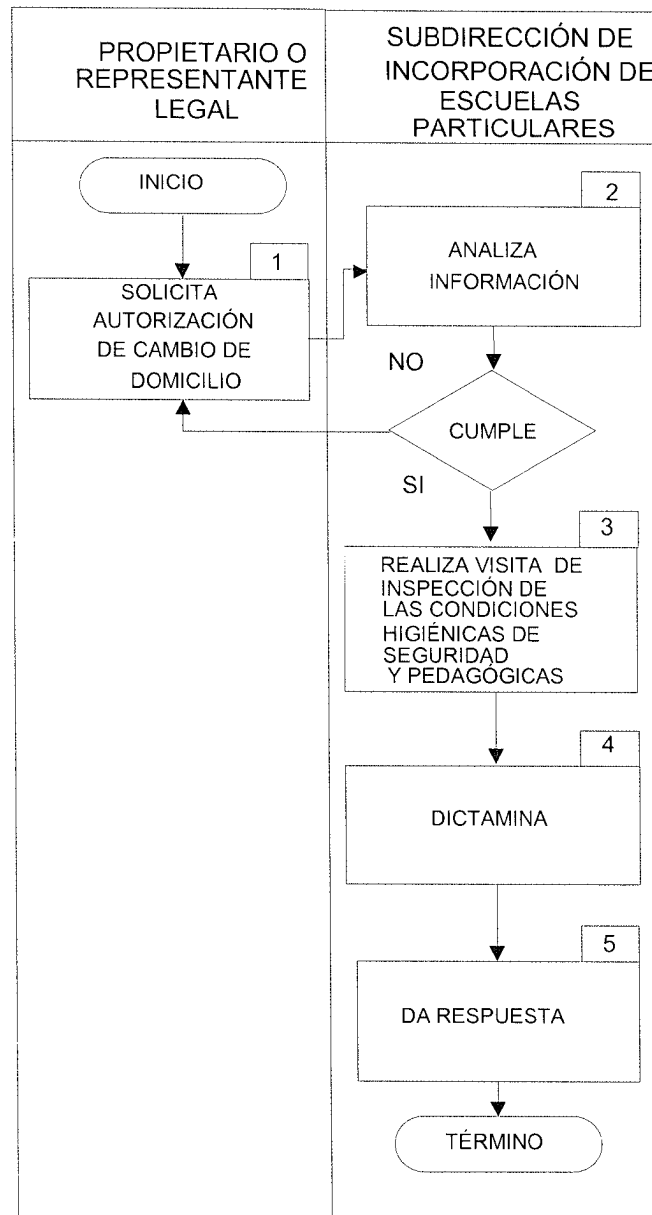 PROPIETARIO O
REPRESENTANTE
LEGAL
SUBDIRECCIÓN DE
INCORPORACIÓN DE
ESCUELAS
PARTICULARES
INICIO
1
SOLICITA
AUTORIZACIÓN
DE CAMBIO DE
DOMICILIO
2
ANALIZA
INFORMACIÓN
NO
CUMPLE
SI
3
REALIZA VISITA DE
INSPECCIÓN DE
LAS CONDICIONES
HIGIÉNICAS DE
SEGURIDAD
Y PEDAGÓGICAS
4
DICTAMINA
5
DA RESPUESTA
TÉRMINO